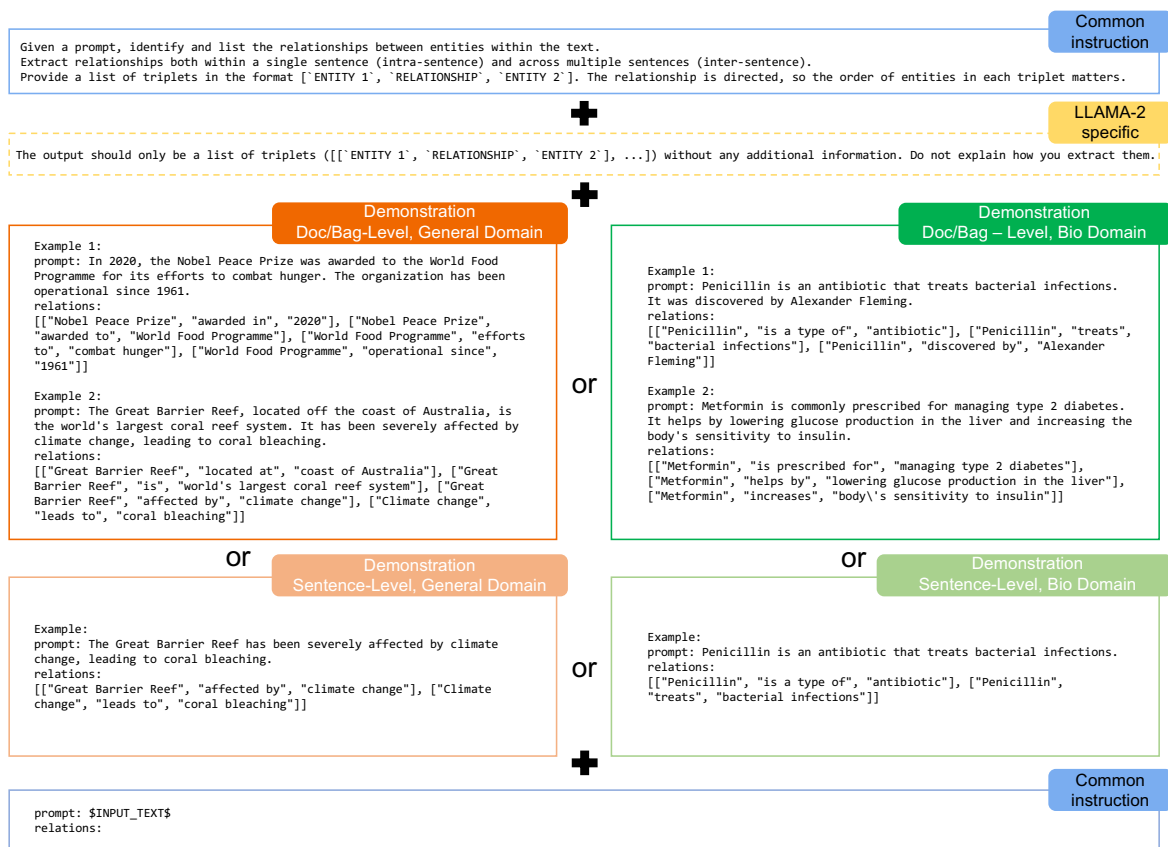 Common
instruction
Given a prompt, identify and list the relationships between entities within the text.
Extract relationships both within a single sentence (intra-sentence) and across multiple sentences (inter-sentence).
Provide a list of triplets in the format [`ENTITY 1`, `RELATIONSHIP`, `ENTITY 2`]. The relationship is directed, so the order of entities in each triplet matters.
LLAMA-2
specific
The output should only be a list of triplets ([[`ENTITY 1`, `RELATIONSHIP`, `ENTITY 2`], ...]) without any additional information. Do not explain how you extract them.
Demonstration
Doc/Bag-Level, General Domain
Example 1:
prompt: In 2020, the Nobel Peace Prize was awarded to the World Food
Programme for its efforts to combat hunger. The organization has been
operational since 1961.
relations:
[["Nobel Peace Prize", "awarded in", "2020"], ["Nobel Peace Prize",
"awarded to", "World Food Programme"], ["World Food Programme", "efforts
to", "combat hunger"], ["World Food Programme", "operational since",
"1961"]]
Example 2:
prompt: The Great Barrier Reef, located off the coast of Australia, is
the world's largest coral reef system. It has been severely affected by
climate change, leading to coral bleaching.
relations:
[["Great Barrier Reef", "located at", "coast of Australia"], ["Great
Barrier Reef", "is", "world's largest coral reef system"], ["Great
Barrier Reef", "affected by", "climate change"], ["Climate change",
"leads to", "coral bleaching"]]
or
Demonstration
Doc/Bag – Level, Bio Domain
Example 1:
prompt: Penicillin is an antibiotic that treats bacterial infections.
It was discovered by Alexander Fleming.
relations:
[["Penicillin", "is a type of", "antibiotic"], ["Penicillin", "treats",
"bacterial infections"], ["Penicillin", "discovered by", "Alexander
Fleming"]]
Example 2:
prompt: Metformin is commonly prescribed for managing type 2 diabetes.
It helps by lowering glucose production in the liver and increasing the
body's sensitivity to insulin.
relations:
[["Metformin", "is prescribed for", "managing type 2 diabetes"],
["Metformin", "helps by", "lowering glucose production in the liver"],
["Metformin", "increases", "body\'s sensitivity to insulin"]]
or
or
Demonstration
Sentence-Level, General Domain
Example:
prompt: The Great Barrier Reef has been severely affected by climate
change, leading to coral bleaching.
relations:
[["Great Barrier Reef", "affected by", "climate change"], ["Climate
change", "leads to", "coral bleaching"]]
or
Demonstration
Sentence-Level, Bio Domain
Example:
prompt: Penicillin is an antibiotic that treats bacterial infections.
relations:
[["Penicillin", "is a type of", "antibiotic"], ["Penicillin",
"treats", "bacterial infections"]]
Common
instruction
prompt: $INPUT_TEXT$
relations: